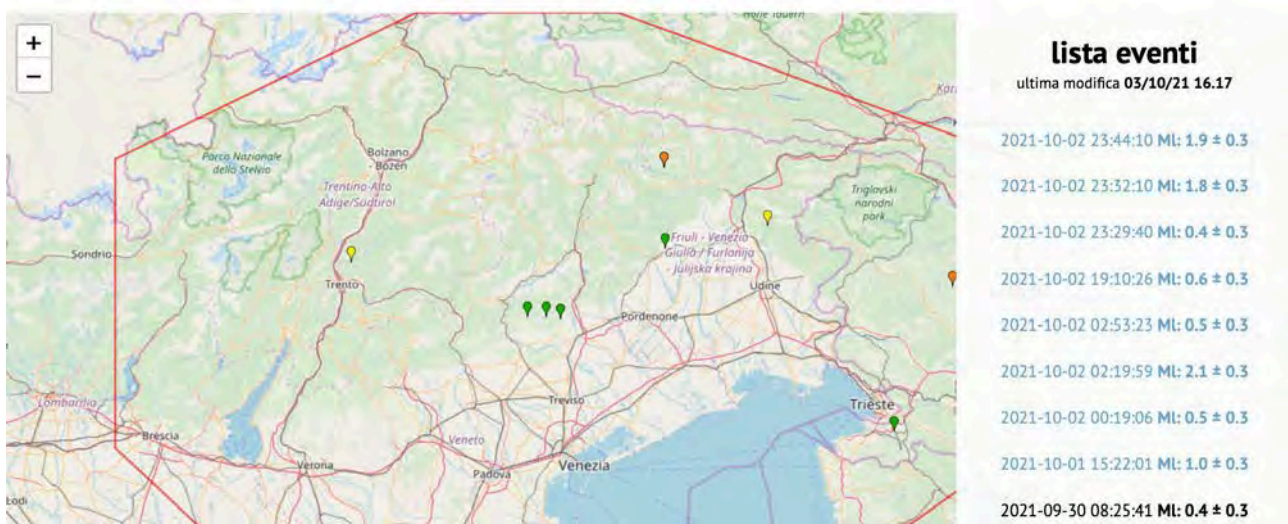 +
−
Hohe Tauern
Parco Nazionale
dello Stelvio
Bolzano
- Bozen
Trentino-Alto
Adige/Südtirol
Sondrio
Trento
Triglavski
narodni
park
Friuli - Venezia
Giulia / Furlanija
- Julijska krajina
Udine
Pordenone
Treviso
Trieste
Lombardia
Brescia
Veneto
Verona
Padova
Venezia
Lodi
lista eventi
ultima modifica 03/10/21 16.17
2021-10-02 23:44:10 Ml: 1.9 ± 0.3
2021-10-02 23:32:10 Ml: 1.8 ± 0.3
2021-10-02 23:29:40 Ml: 0.4 ± 0.3
2021-10-02 19:10:26 Ml: 0.6 ± 0.3
2021-10-02 02:53:23 Ml: 0.5 ± 0.3
2021-10-02 02:19:59 Ml: 2.1 ± 0.3
2021-10-02 00:19:06 Ml: 0.5 ± 0.3
2021-10-01 15:22:01 Ml: 1.0 ± 0.3
2021-09-30 08:25:41 Ml: 0.4 ± 0.3